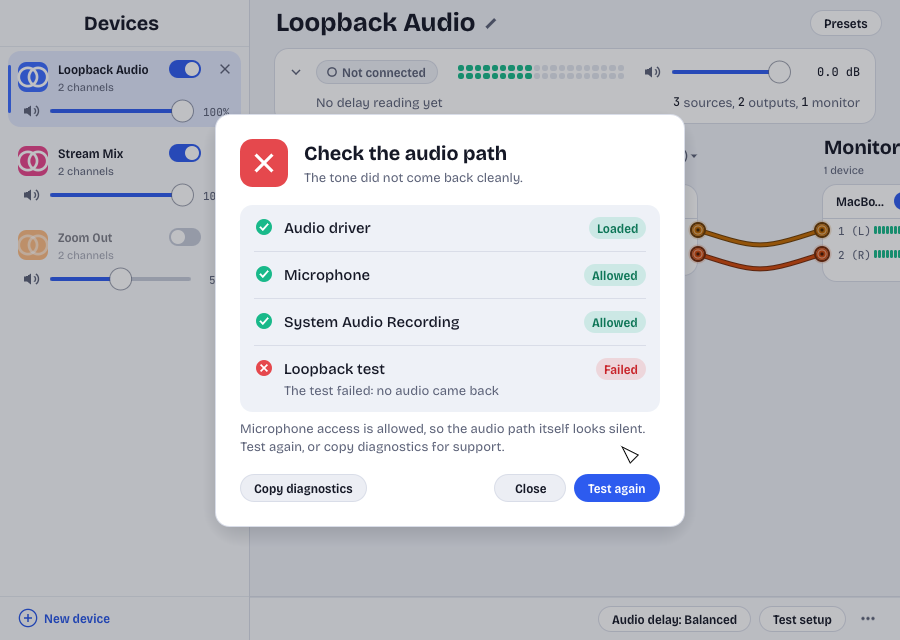 Devices
Loopback Audio
2 channels
100%
Stream Mix
2 channels
Zoom Out
2 channels
New device
Loopback Audio
Presets
Not connected
0.0 dB
No delay reading yet
3 sources, 2 outputs, 1 monitor
Monitor
1 device
MacBo...
1 (L)
2 (R)
Check the audio path
The tone did not come back cleanly.
Audio driver
Loaded
Microphone
Allowed
System Audio Recording
Allowed
Loopback test
Failed
The test failed: no audio came back
Microphone access is allowed, so the audio path itself looks silent.
Test again, or copy diagnostics for support.
Copy diagnostics
Close
Test again
Audio delay: Balanced
Test setup